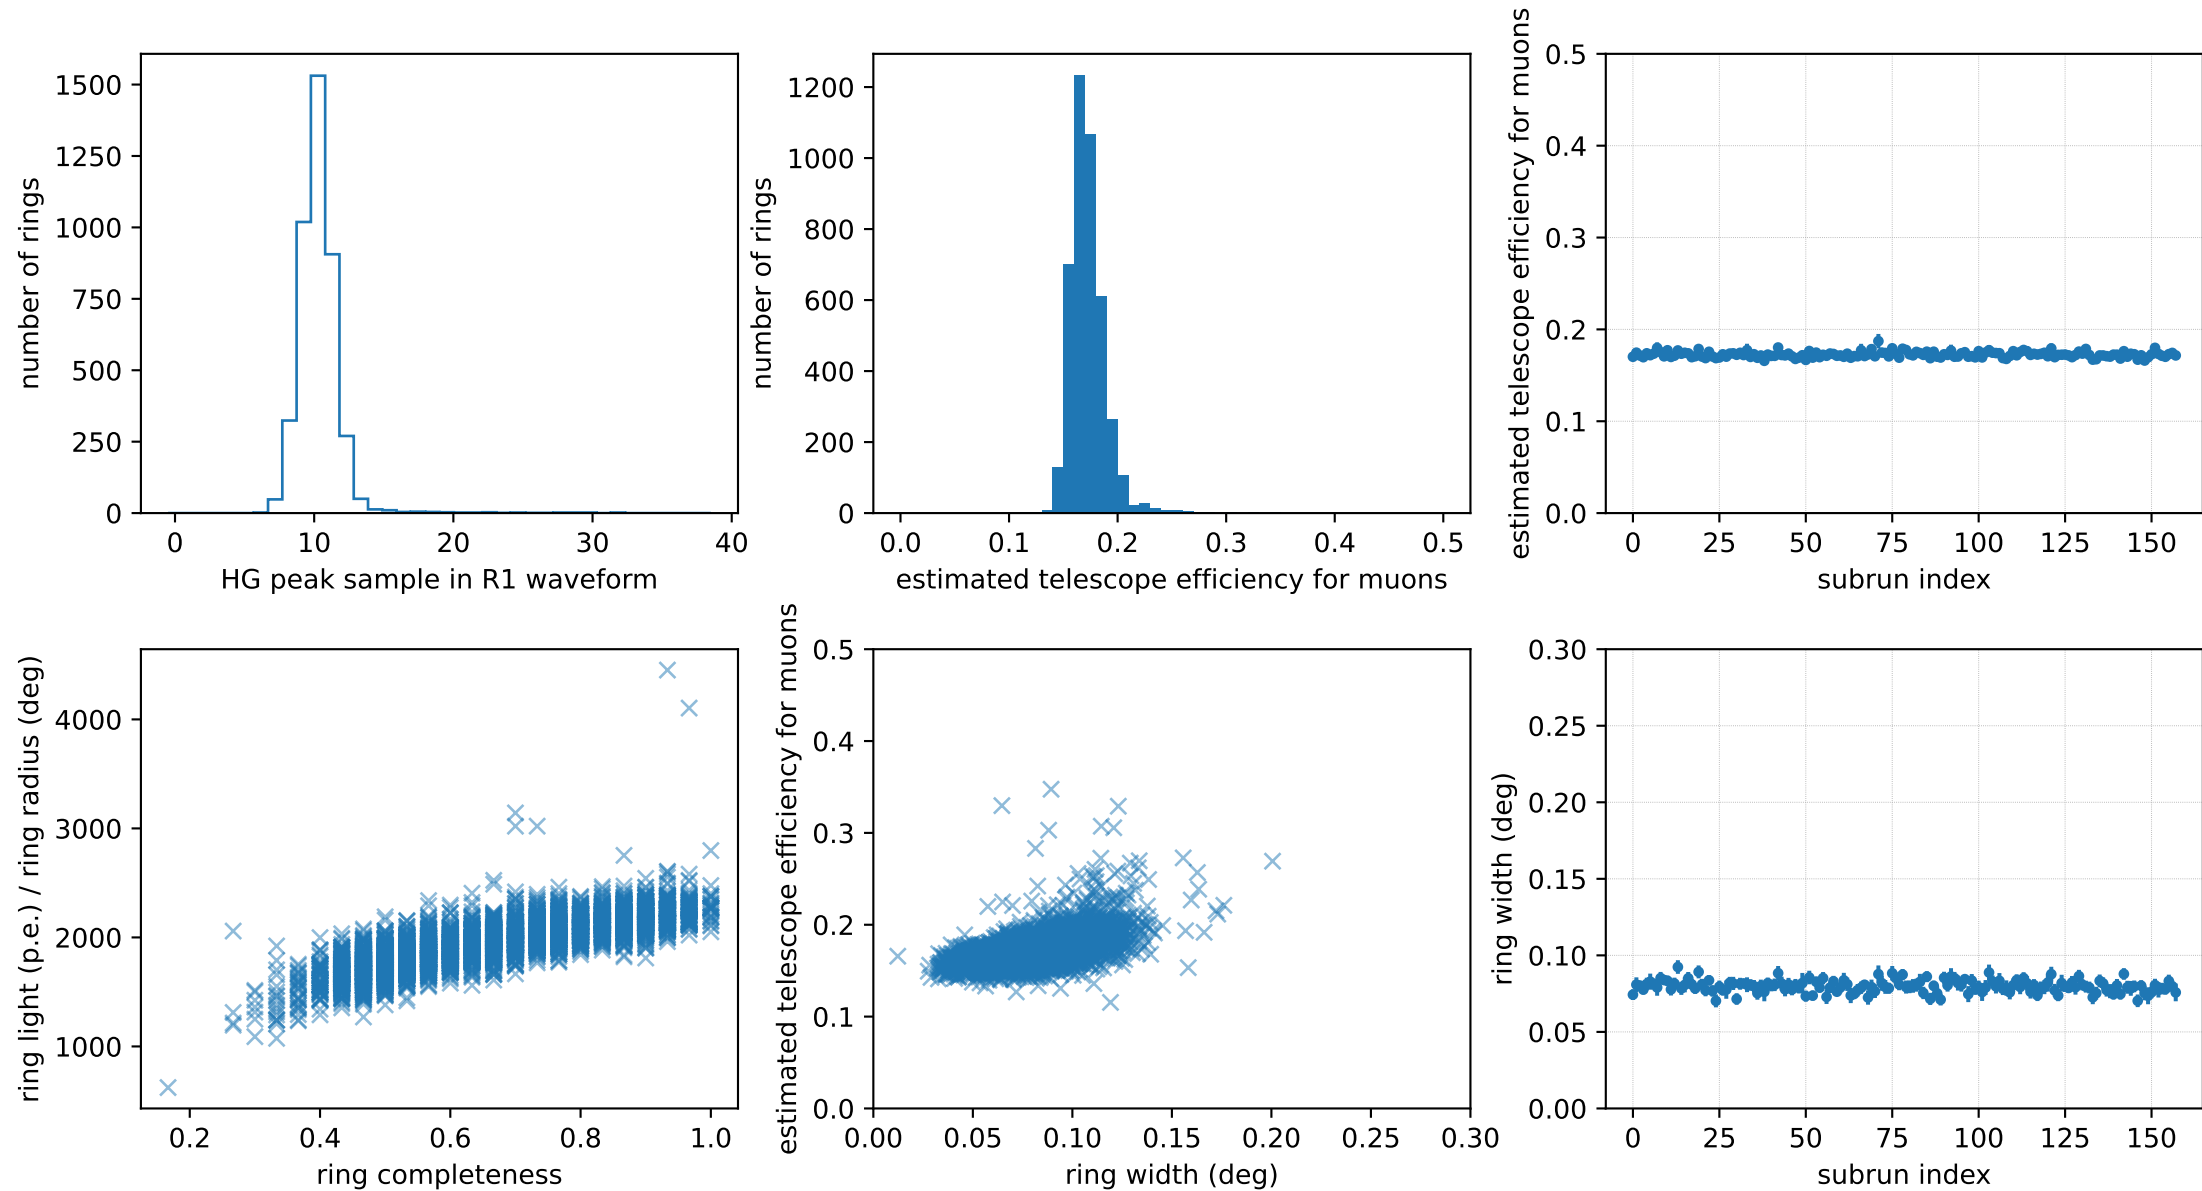 number of rings
1500
1250
1000
750
500
250
0
0 10 20 30 40
HG peak sample in R1 waveform
number of rings
1200
1000
800
600
400
200
0
0.0 0.1 0.2 0.3 0.4 0.5
estimated telescope efficiency for muons
estimated telescope efficiency for muons
0.5
0.4
0.3
0.2
0.1
0.0
0 25 50 75 100 125 150
subrun index
ring light (p.e.) / ring radius (deg)
4000
3000
2000
1000
0.2 0.4 0.6 0.8 1.0
ring completeness
estimated telescope efficiency for muons
0.5
0.4
0.3
0.2
0.1
0.0
0.00 0.05 0.10 0.15 0.20 0.25 0.30
ring width (deg)
ring width (deg)
0.30
0.25
0.20
0.15
0.10
0.05
0.00
0 25 50 75 100 125 150
subrun index